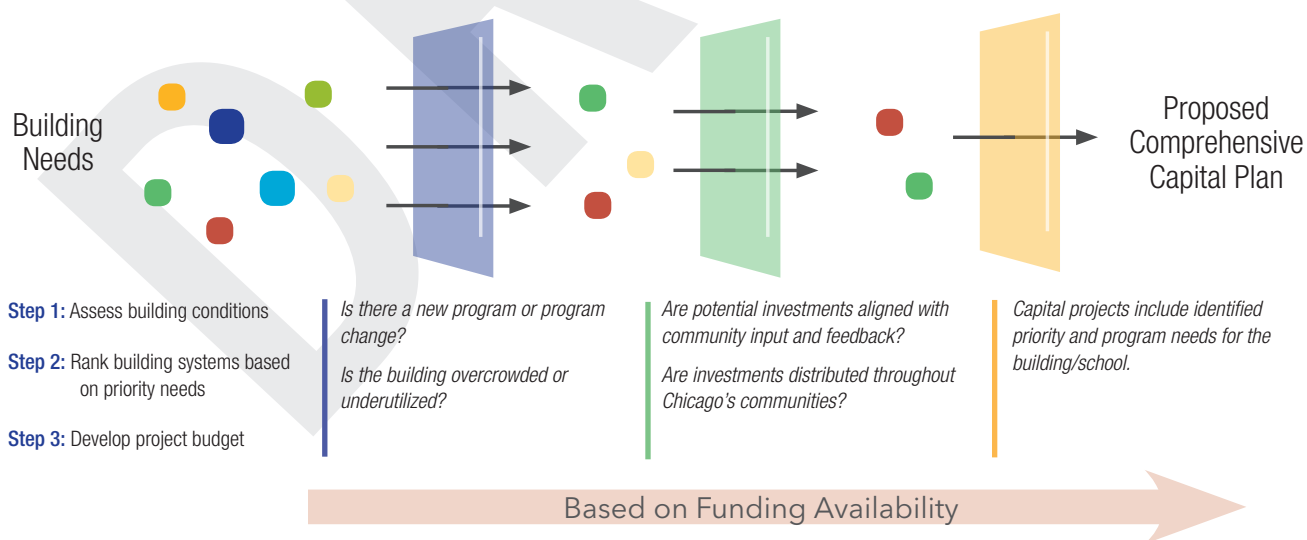 Building
Needs
Proposed
Comprehensive
Capital Plan
Step 1: Assess building conditions
Step 2: Rank building systems based
on priority needs
Step 3: Develop project budget
Is there a new program or program
change?
Is the building overcrowded or
underutilized?
Are potential investments aligned with
community input and feedback?
Are investments distributed throughout
Chicago’s communities?
Capital projects include identified
priority and program needs for the
building/school.
Based on Funding Availability